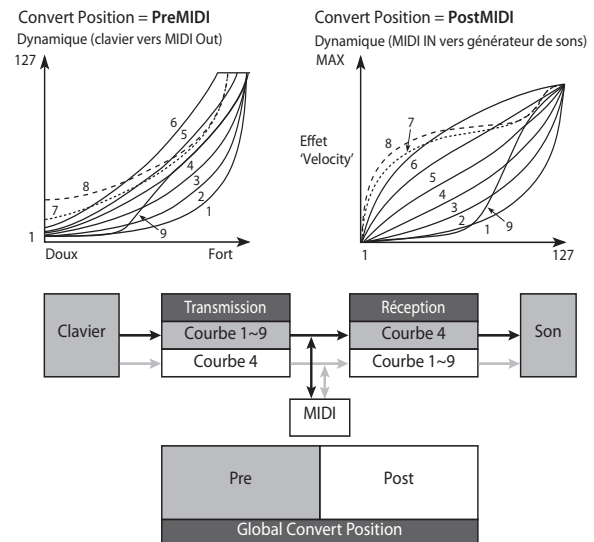 Convert Position = PreMIDI
Dynamique (clavier vers MIDI Out)
127
6
5
4
3
2
1
8
7
9
1
Doux
Fort
Convert Position = PostMIDI
Dynamique (MIDI IN vers générateur de sons)
MAX
Effet
'Velocity'
7
8
6
5
4
3
2
1
9
1
127
Clavier
Transmission
Courbe 1~9
Courbe 4
Réception
Courbe 4
Courbe 1~9
Son
MIDI
Pre
Post
Global Convert Position